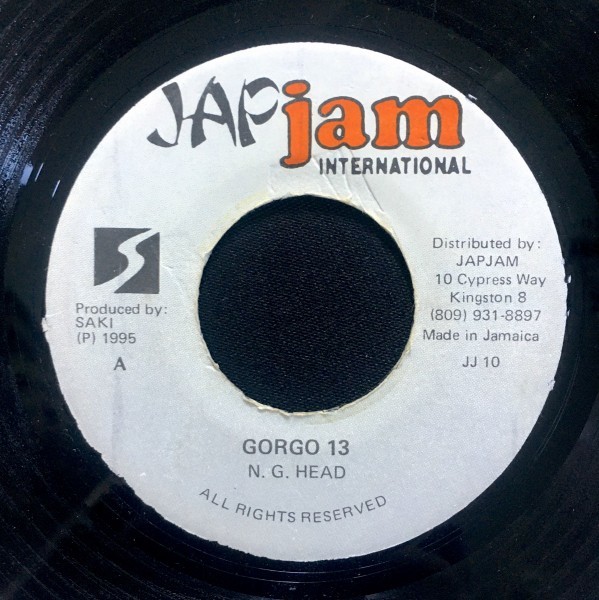 JAPjam
INTERNATIONAL
S
Produced by:
SAKI
(P) 1995
A
Distributed by:
JAPJAM
10 Cypress Way
Kingston 8
(809) 931-8897
Made in Jamaica
JJ 10
GORGO 13
N. G. HEAD
ALL RIGHTS RESERVED